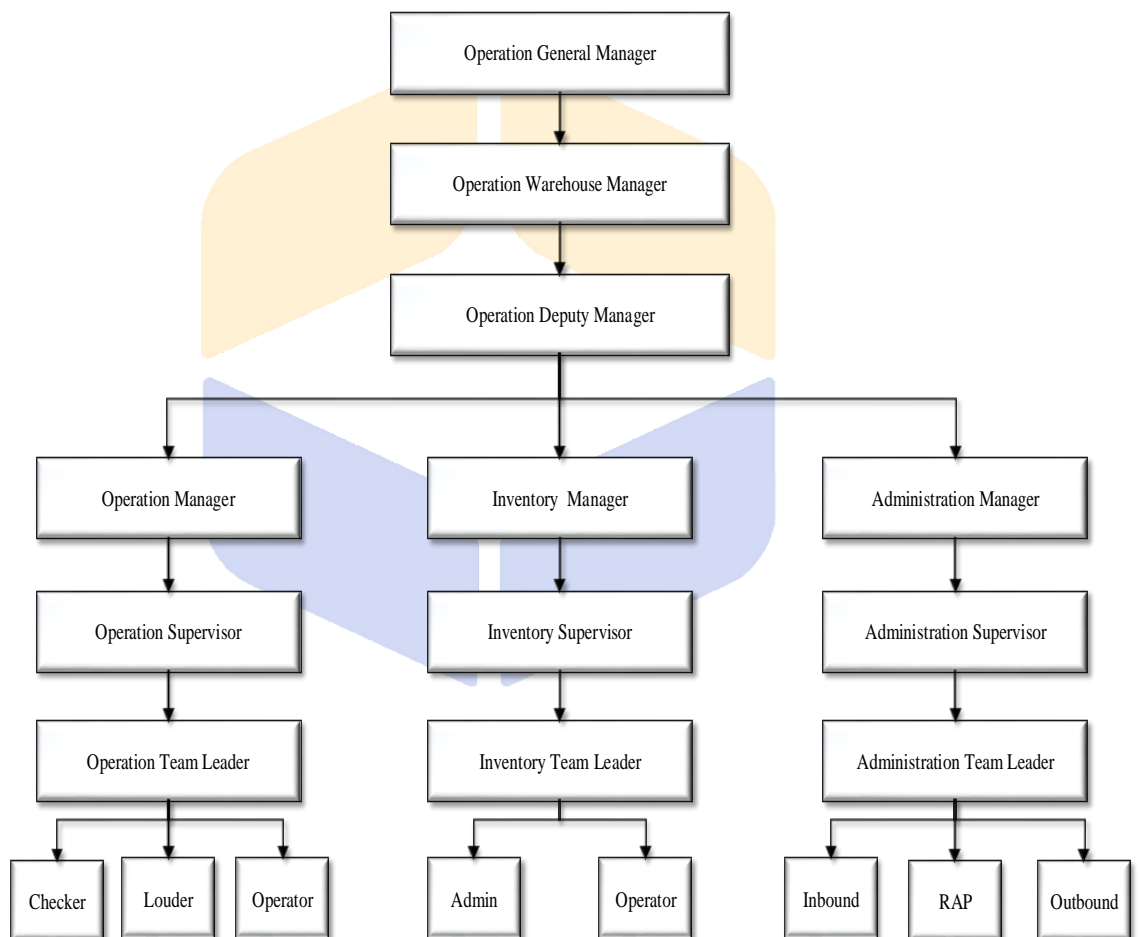 Operation General Manager
Operation Warehouse Manager
Operation Deputy Manager
Operation Manager
Inventory Manager
Administration Manager
Operation Supervisor
Inventory Supervisor
Administration Supervisor
Operation Team Leader
Inventory Team Leader
Administration Team Leader
Checker
Louder
Operator
Admin
Operator
Inbound
RAP
Outbound